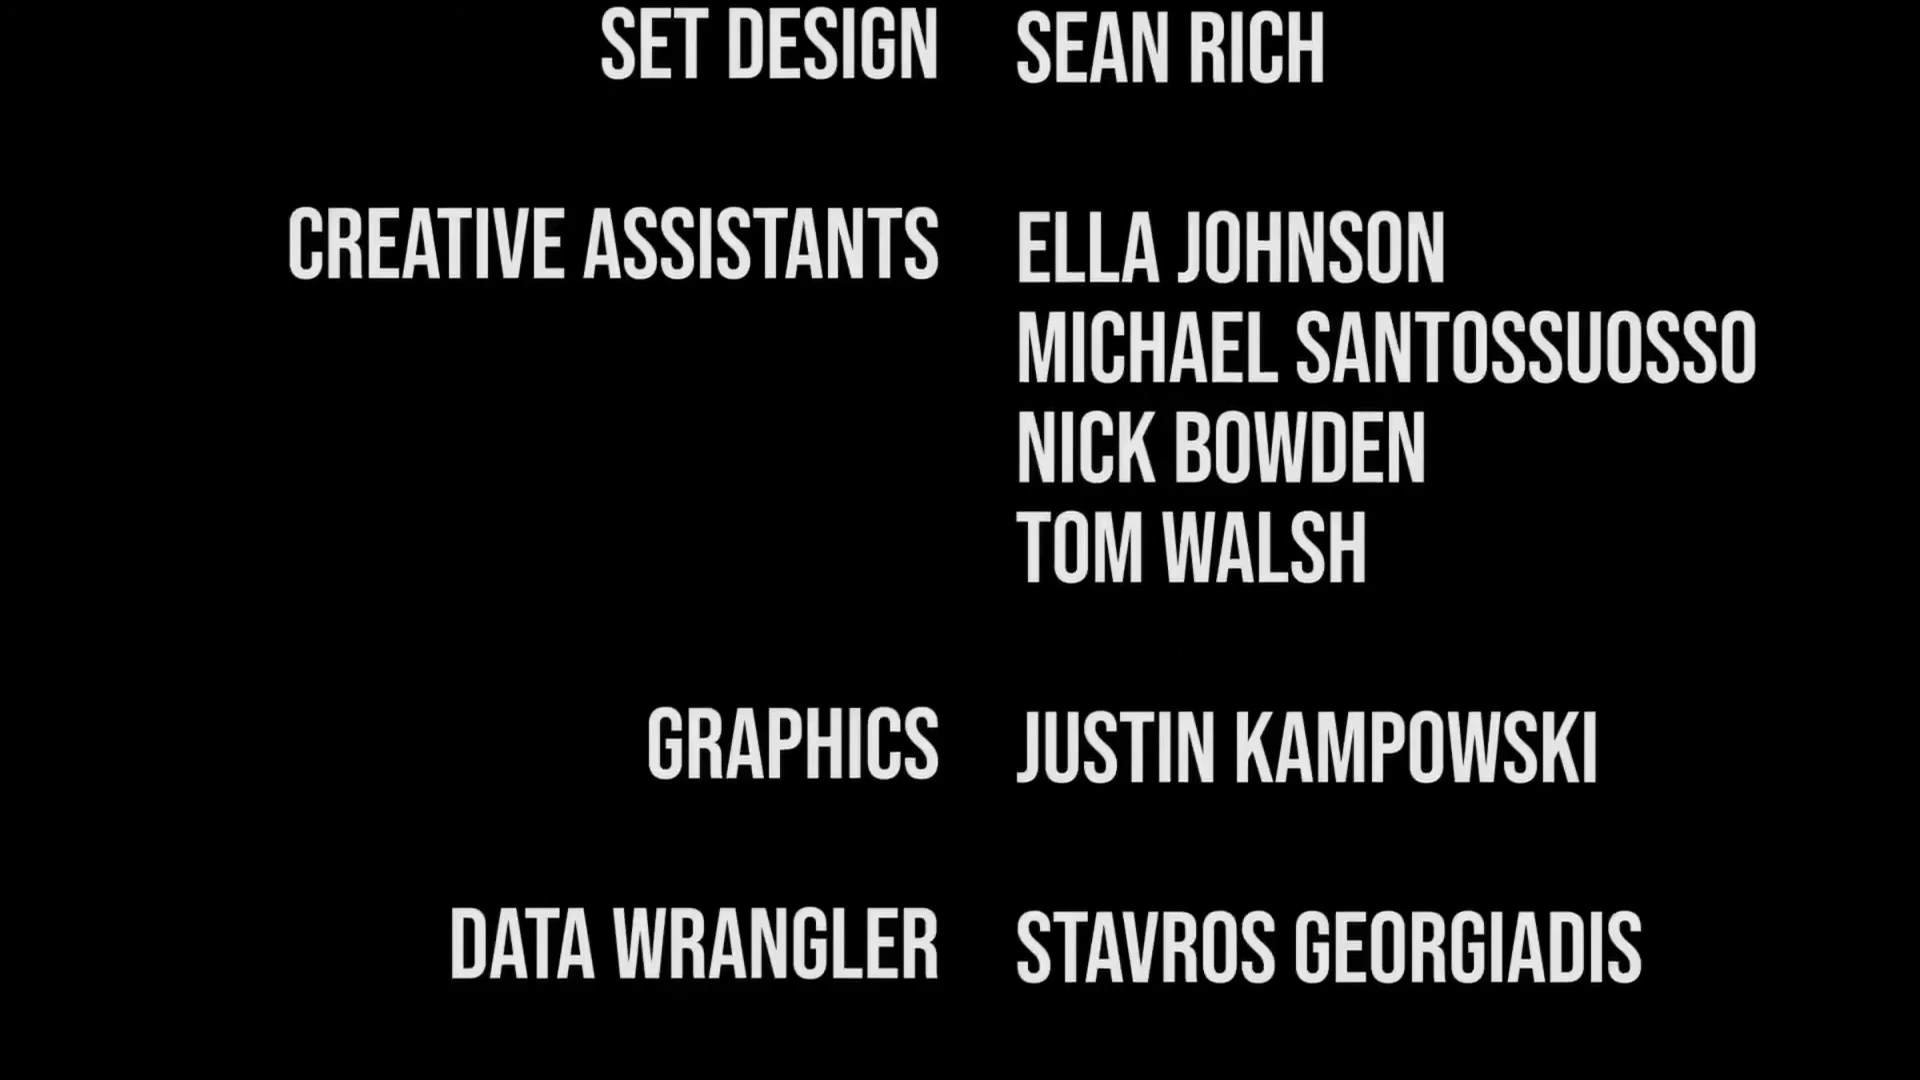 SET DESIGN SEAN RICH
CREATIVE ASSISTANTS ELLA JOHNSON
MICHAEL SANTOSSUOSSO
NICK BOWDEN
TOM WALSH
GRAPHICS JUSTIN KAMPOWSKI
DATA WRANGLER STAVROS GEORGIADIS